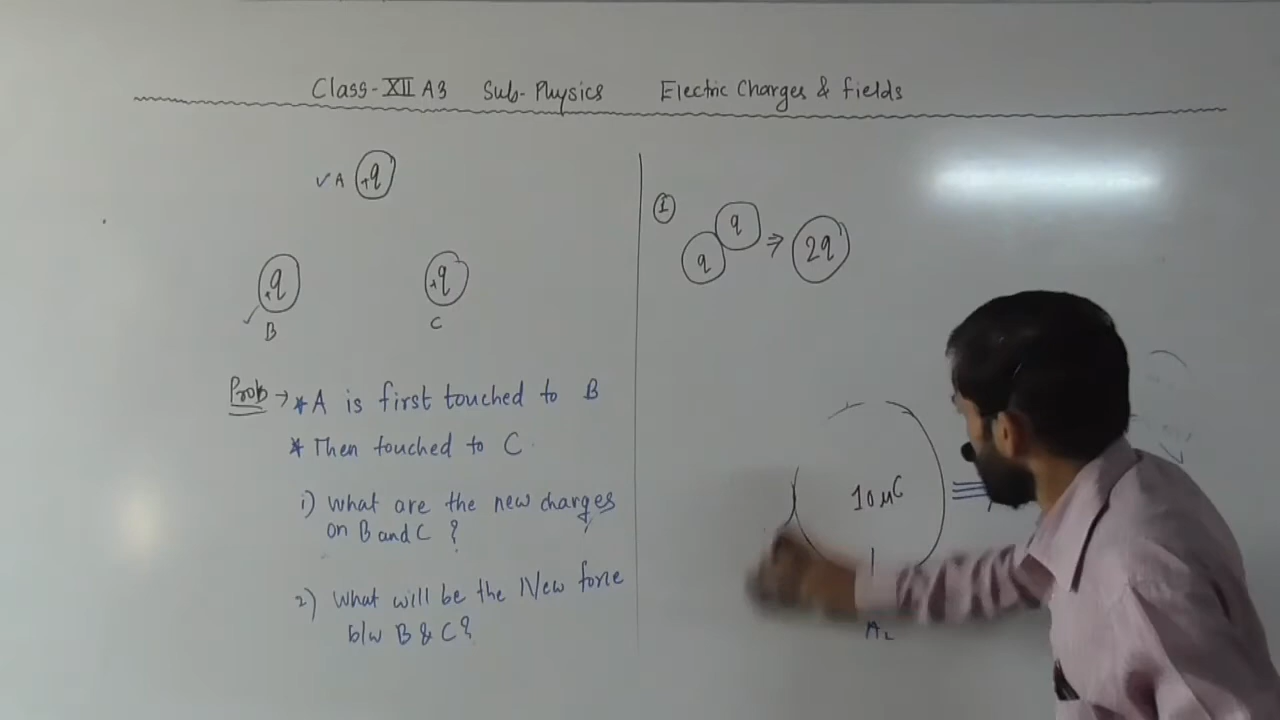 Class-XII A3 Sub-Physics Electric Charges & fields
✓A +q
+q
B
+q
C
Prob → * A is first touched to B
* Then touched to C
i) What are the new charges
on B and C ?
2) What will be the New force
b/w B & C?
1
q q ⇒ 2q
10 μC